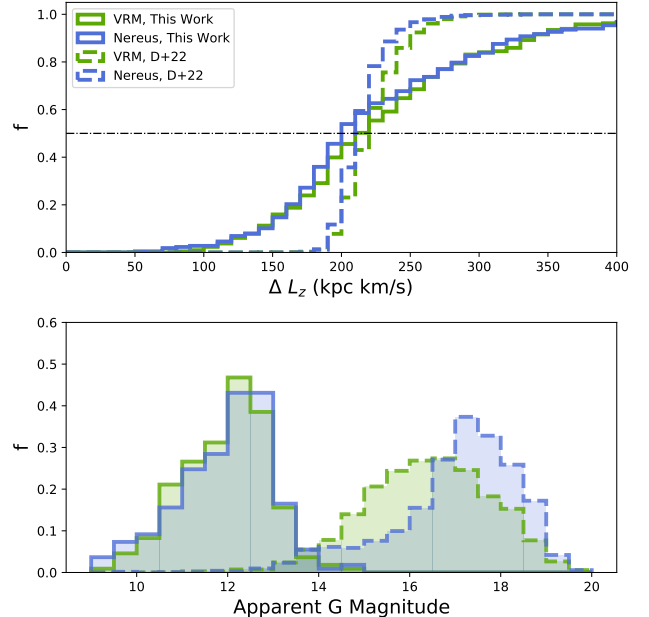 1.0
0.8
0.6
0.4
0.2
0.0
f
VRM, This Work
Nereus, This Work
VRM, D+22
Nereus, D+22
0 50 100 150 200 250 300 350 400
Δ L_z (kpc km/s)
0.6
0.5
0.4
0.3
0.2
0.1
0.0
f
10 12 14 16 18 20
Apparent G Magnitude